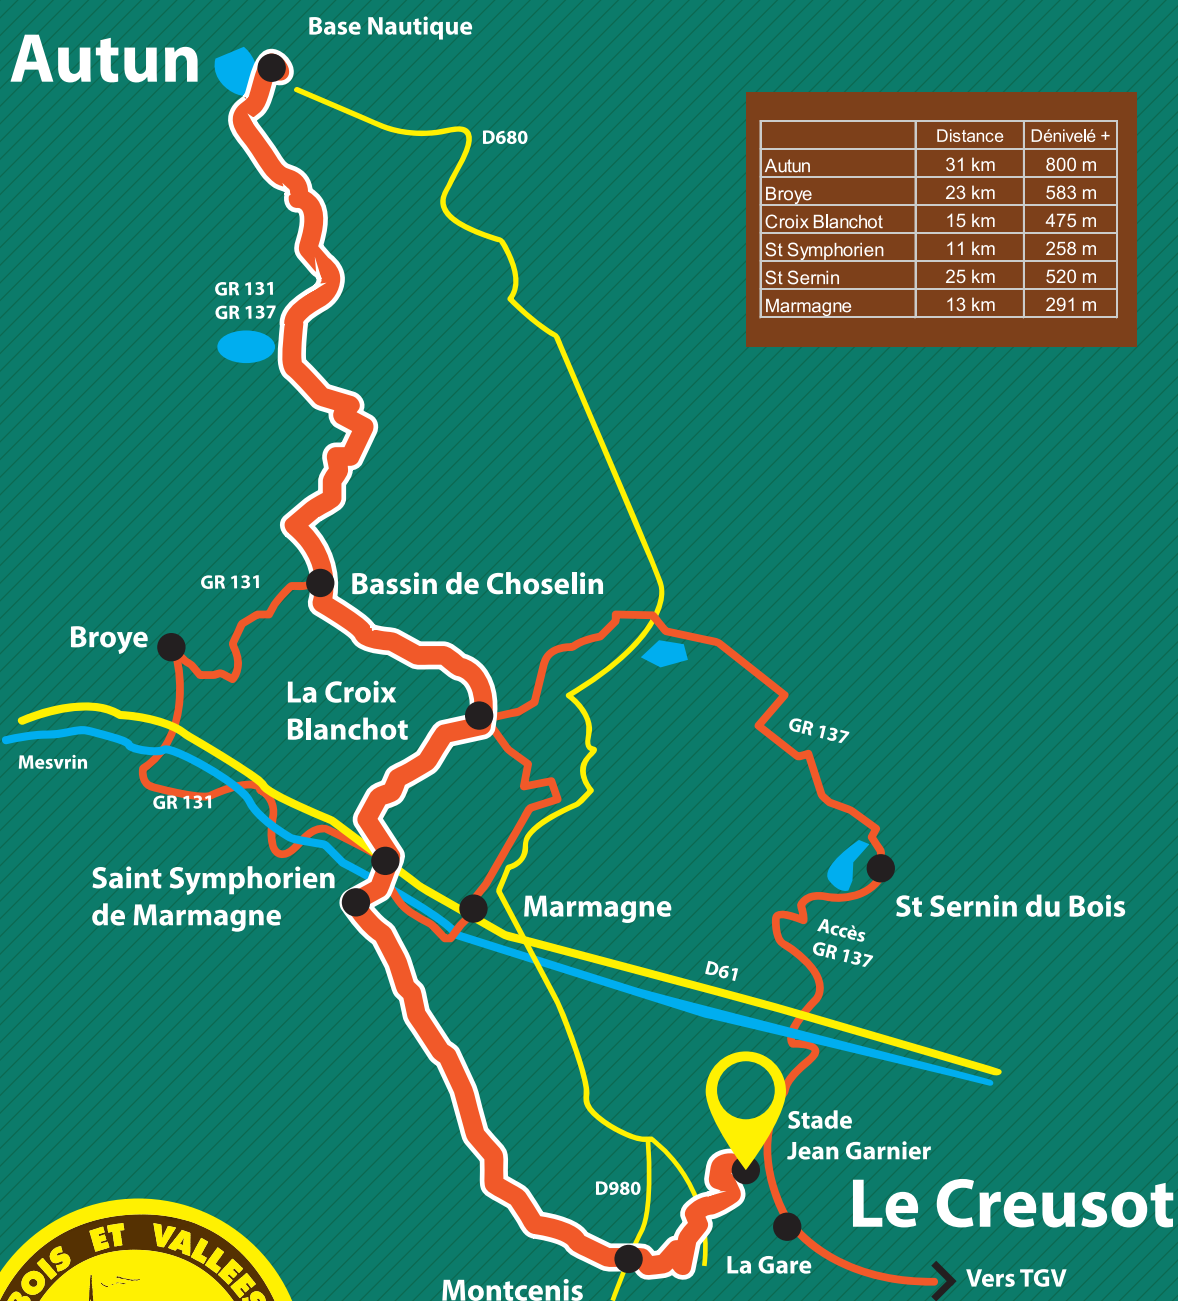 Base Nautique
Autun
D680
Distance Dénivelé +
Autun 31 km 800 m
Broye 23 km 583 m
Croix Blanchot 15 km 475 m
St Symphorien 11 km 258 m
St Sernin 25 km 520 m
Marmagne 13 km 291 m
GR 131
GR 137
GR 131
Bassin de Choselin
Broye
La Croix
Blanchot
GR 137
Mesvrin
GR 131
Saint Symphorien
de Marmagne
Marmagne
St Sernin du Bois
Accès
GR 137
D61
Stade
Jean Garnier
D980
Le Creusot
La Gare
Vers TGV
Montcenis
BOIS ET VALLEES